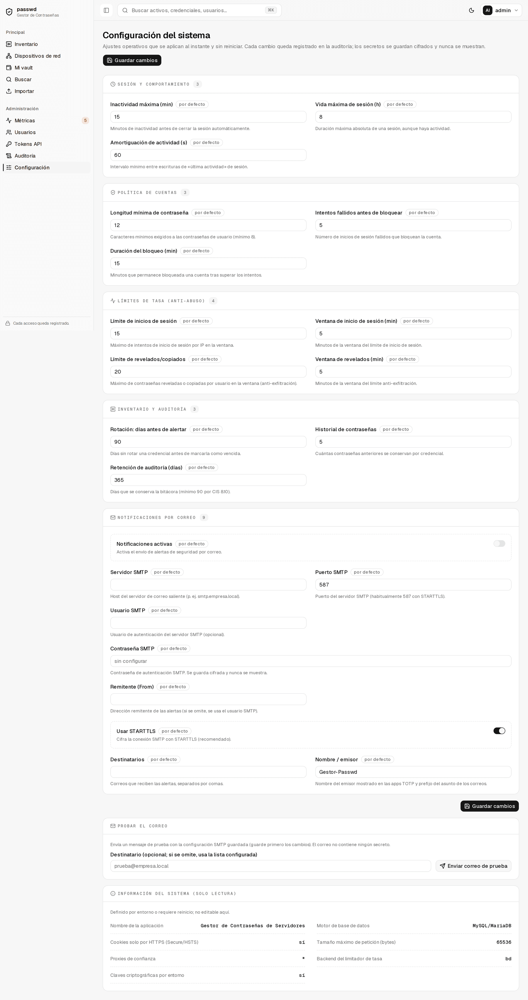 passwd
Gestor de Contraseñas
Principal
Inventario
Dispositivos de red
Mi vault
Buscar
Importar
Administración
Métricas 5
Usuarios
Tokens API
Auditoría
Configuración
Cada acceso queda registrado.
Buscar activos, credenciales, usuarios... ⌘K
AI admin
Configuración del sistema
Ajustes operativos que se aplican al instante y sin reiniciar. Cada cambio queda registrado en la auditoría; los secretos se guardan cifrados y nunca se muestran.
Guardar cambios
SESIÓN Y COMPORTAMIENTO 3
Inactividad máxima (min) por defecto
15
Minutos de inactividad antes de cerrar la sesión automáticamente.
Vida máxima de sesión (h) por defecto
8
Duración máxima absoluta de una sesión, aunque haya actividad.
Amortiguación de actividad (s) por defecto
60
Intervalo mínimo entre escrituras de «última actividad» de sesión.
POLÍTICA DE CUENTAS 3
Longitud mínima de contraseña por defecto
12
Caracteres mínimos exigidos a las contraseñas de usuario (mínimo 8).
Intentos fallidos antes de bloquear por defecto
5
Número de inicios de sesión fallidos que bloquean la cuenta.
Duración del bloqueo (min) por defecto
15
Minutos que permanece bloqueada una cuenta tras superar los intentos.
LÍMITES DE TASA (ANTI-ABUSO) 4
Límite de inicios de sesión por defecto
15
Máximo de intentos de inicio de sesión por IP en la ventana.
Ventana de inicio de sesión (min) por defecto
5
Minutos de la ventana del límite de inicio de sesión.
Límite de revelados/copiados por defecto
20
Máximo de contraseñas reveladas o copiadas por usuario en la ventana (anti-exfiltración).
Ventana de revelados (min) por defecto
5
Minutos de la ventana del límite anti-exfiltración.
INVENTARIO Y AUDITORÍA 3
Rotación: días antes de alertar por defecto
90
Días sin rotar una credencial antes de marcarla como vencida.
Historial de contraseñas por defecto
5
Cuántas contraseñas anteriores se conservan por credencial.
Retención de auditoría (días) por defecto
365
Días que se conserva la bitácora (mínimo 90 por CIS 8.10).
NOTIFICACIONES POR CORREO 9
Notificaciones activas por defecto
Activa el envío de alertas de seguridad por correo.
Servidor SMTP por defecto
Host del servidor de correo saliente (p. ej. smtp.empresa.local).
Puerto SMTP por defecto
587
Puerto del servidor SMTP (habitualmente 587 con STARTTLS).
Usuario SMTP por defecto
Usuario de autenticación del servidor SMTP (opcional).
Contraseña SMTP por defecto
sin configurar
Contraseña de autenticación SMTP. Se guarda cifrada y nunca se muestra.
Remitente (From) por defecto
Dirección remitente de las alertas (si se omite, se usa el usuario SMTP).
Usar STARTTLS por defecto
Cifra la conexión SMTP con STARTTLS (recomendado).
Destinatarios por defecto
Correos que reciben las alertas, separados por comas.
Nombre / emisor por defecto
Gestor-Passwd
Nombre del emisor mostrado en las apps TOTP y prefijo del asunto de los correos.
Guardar cambios
PROBAR EL CORREO
Envía un mensaje de prueba con la configuración SMTP guardada (guarde primero los cambios). El correo no contiene ningún secreto.
Destinatario (opcional; si se omite, usa la lista configurada)
prueba@empresa.local
Enviar correo de prueba
INFORMACIÓN DEL SISTEMA (SOLO LECTURA)
Definido por entorno o requiere reinicio; no editable aquí.
Nombre de la aplicación Gestor de Contraseñas de Servidores
Motor de base de datos MySQL/MariaDB
Cookies solo por HTTPS (Secure/HSTS) sí
Tamaño máximo de petición (bytes) 65536
Proxies de confianza *
Backend del limitador de tasa bd
Claves criptográficas por entorno sí